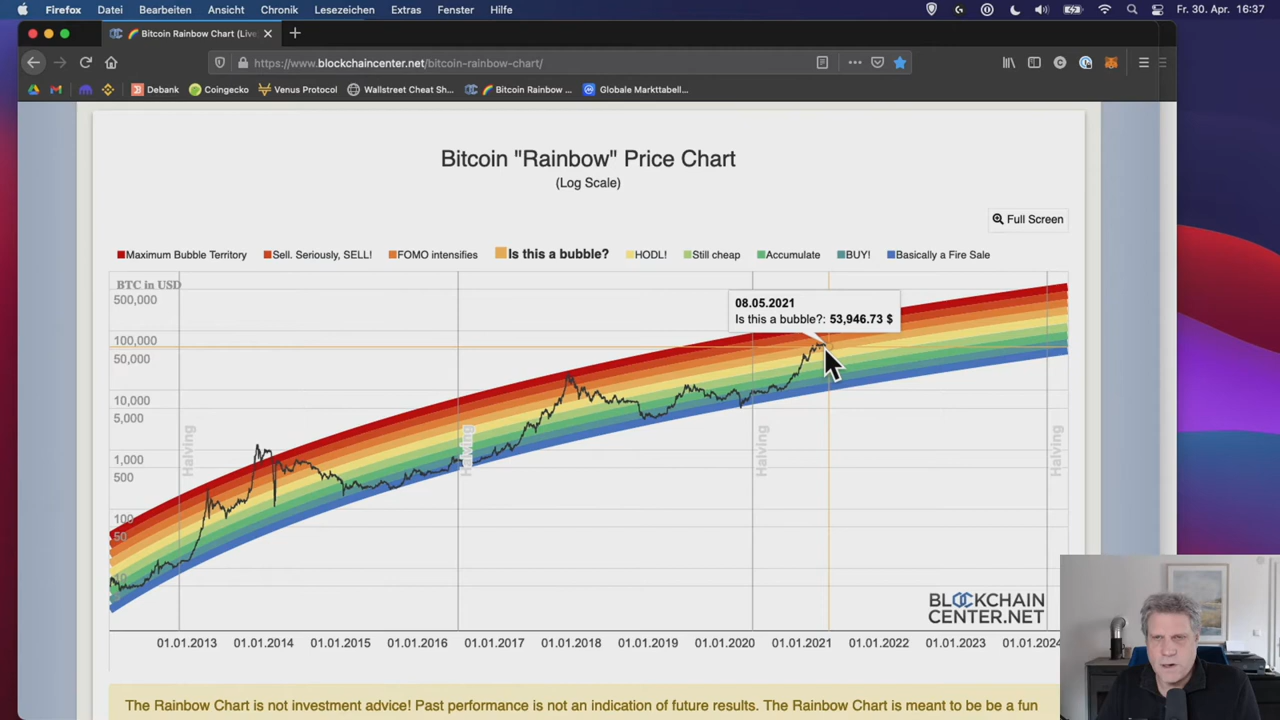 Firefox Datei Bearbeiten Ansicht Chronik Lesezeichen Extras Fenster Hilfe Fr. 30. Apr. 16:37
Bitcoin Rainbow Chart (Live
https://www.blockchaincenter.net/bitcoin-rainbow-chart/
Debank Coingecko Venus Protocol Wallstreet Cheat Sh... Bitcoin Rainbow ... Globale Markttabell...
Bitcoin "Rainbow" Price Chart
(Log Scale)
Full Screen
Maximum Bubble Territory Sell. Seriously, SELL! FOMO intensifies Is this a bubble? HODL! Still cheap Accumulate BUY! Basically a Fire Sale
BTC in USD
500,000
08.05.2021
Is this a bubble?: 53,946.73 $
100,000
50,000
10,000
5,000
1,000
500
100
50
Halving Halving Halving Halving
BLOCKCHAIN
CENTER.NET
01.01.2013 01.01.2014 01.01.2015 01.01.2016 01.01.2017 01.01.2018 01.01.2019 01.01.2020 01.01.2021 01.01.2022 01.01.2023 01.01.2024
The Rainbow Chart is not investment advice! Past performance is not an indication of future results. The Rainbow Chart is meant to be be a fun